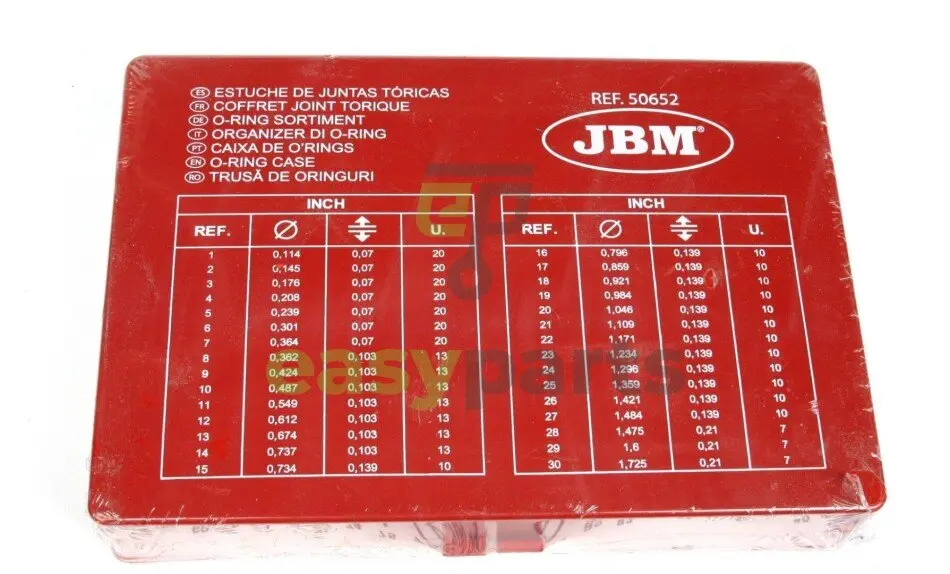 ES ESTUCHE DE JUNTAS TÓRICAS
FR COFFRET JOINT TORIQUE
DE O-RING SORTIMENT
IT ORGANIZER DI O-RING
PT CAIXA DE O'RINGS
EN O-RING CASE
RO TRUSĂ DE ORINGURI
REF. 50652
JBM®
INCH
REF. Ø U.
1 0,114 0,07 20
2 0,145 0,07 20
3 0,176 0,07 20
4 0,208 0,07 20
5 0,239 0,07 20
6 0,301 0,07 20
7 0,364 0,07 20
8 0,362 0,103 13
9 0,424 0,103 13
10 0,487 0,103 13
11 0,549 0,103 13
12 0,612 0,103 13
13 0,674 0,103 13
14 0,737 0,103 13
15 0,734 0,139 10
INCH
REF. Ø U.
16 0,796 0,139 10
17 0,859 0,139 10
18 0,921 0,139 10
19 0,984 0,139 10
20 1,046 0,139 10
21 1,109 0,139 10
22 1,171 0,139 10
23 1,234 0,139 10
24 1,296 0,139 10
25 1,359 0,139 10
26 1,421 0,139 10
27 1,484 0,139 10
28 1,475 0,21 7
29 1,6 0,21 7
30 1,725 0,21 7
ep
easyparts